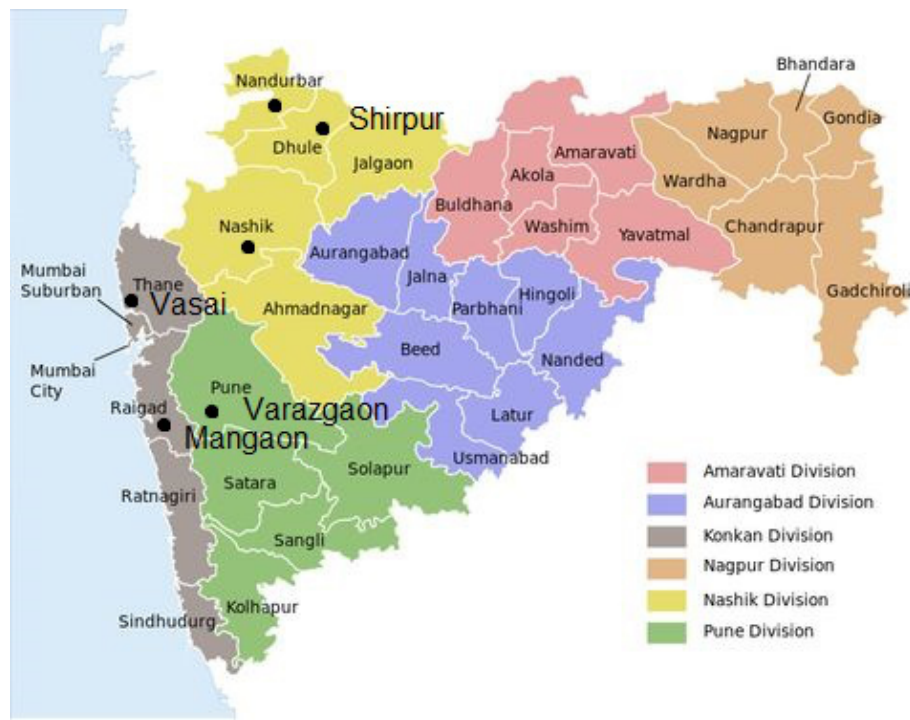 Bhandara
Nandurbar
Gondia
Shirpur
Nagpur
Dhule
Jalgaon
Amaravati
Akola
Wardha
Buldhana
Nashik
Washim
Chandrapur
Yavatmal
Aurangabad
Mumbai
Suburban
Thane
Jalna
Vasai
Hingoli
Parbhani
Gadchiroli
Ahmadnagar
Beed
Nanded
Mumbai
City
Pune
Raigad
Varazgaon
Latur
Mangaon
Usmanabad
Solapur
Satara
Ratnagiri
Sangli
Kolhapur
Sindhudurg
Amaravati Division
Aurangabad Division
Konkan Division
Nagpur Division
Nashik Division
Pune Division